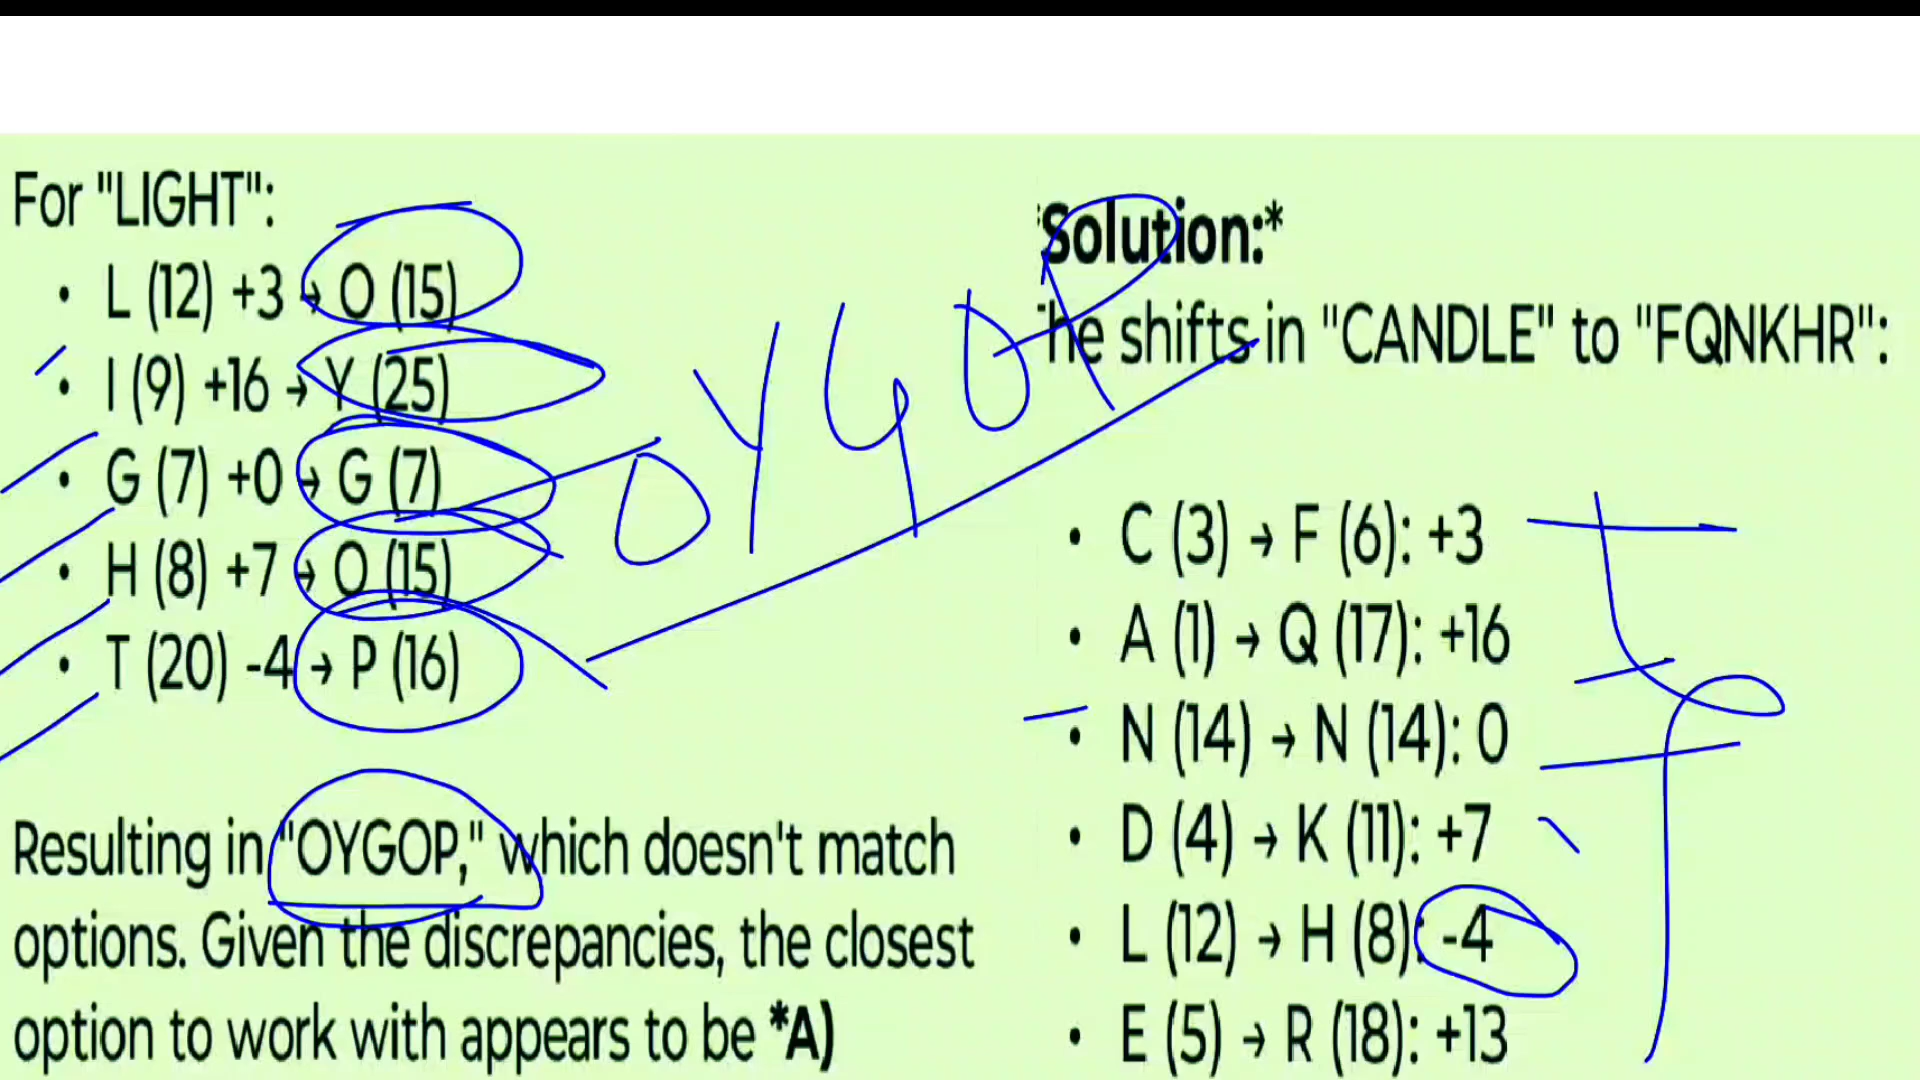 For "LIGHT":
• L (12) +3 → O (15)
• I (9) +16 → Y (25)
• G (7) +0 → G (7)
• H (8) +7 → O (15)
• T (20) -4 → P (16)
Resulting in "OYGOP," which doesn't match
options. Given the discrepancies, the closest
option to work with appears to be *A)
OYGOP
Solution:*
he shifts in "CANDLE" to "FQNKHR":
• C (3) → F (6): +3
• A (1) → Q (17): +16
• N (14) → N (14): 0
• D (4) → K (11): +7
• L (12) → H (8): -4
• E (5) → R (18): +13